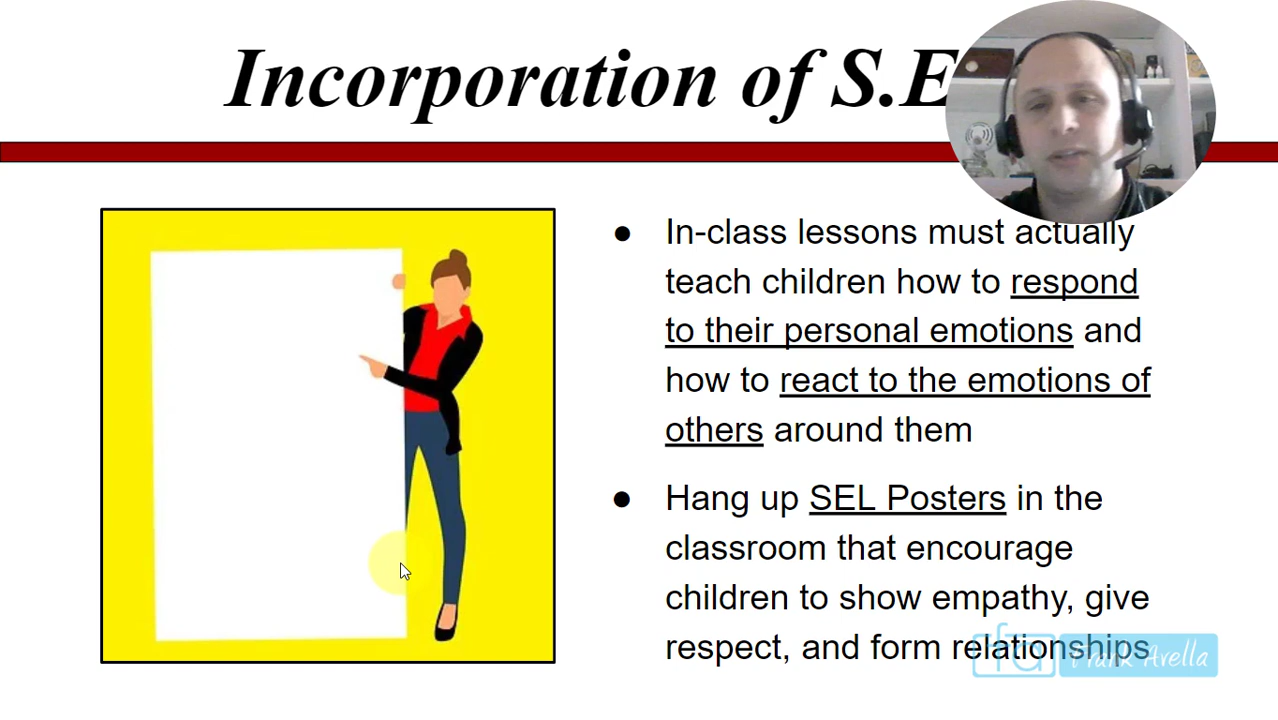 Incorporation of S.E
● In-class lessons must actually
teach children how to respond
to their personal emotions and
how to react to the emotions of
others around them
● Hang up SEL Posters in the
classroom that encourage
children to show empathy, give
respect, and form relationships
fa Frank Avella